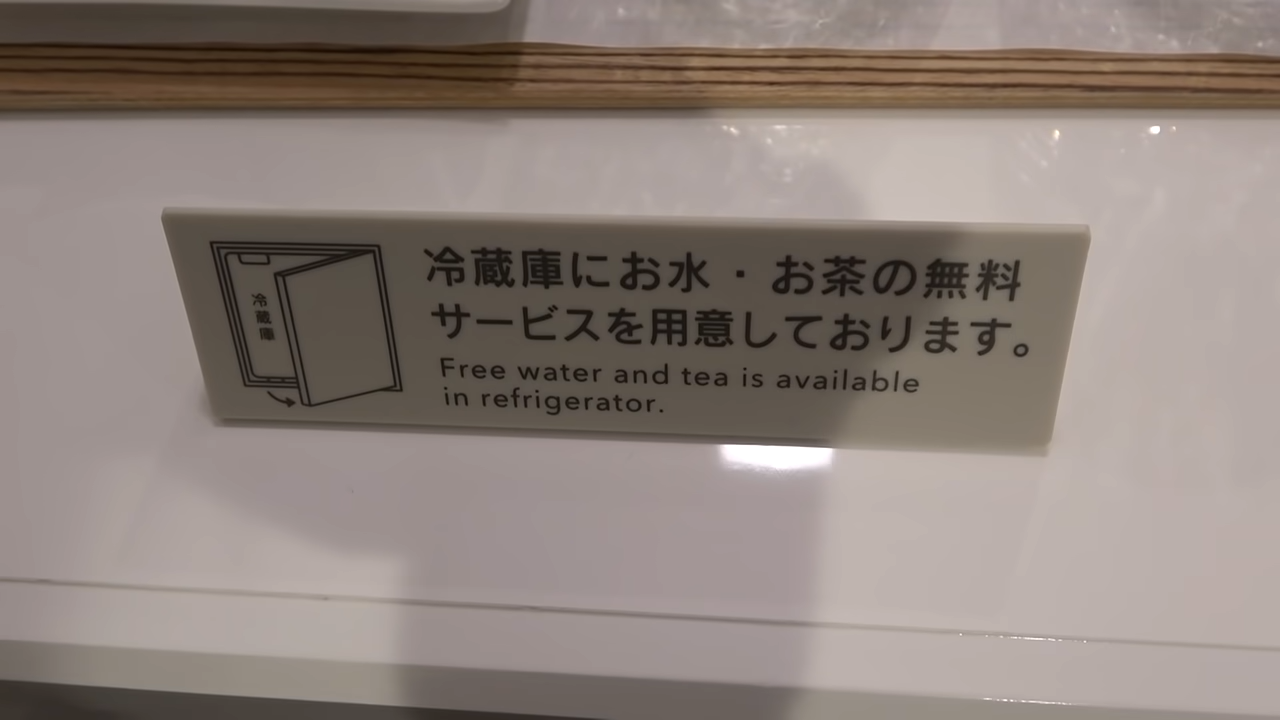 冷蔵庫
冷蔵庫にお水・お茶の無料
サービスを用意しております。
Free water and tea is available
in refrigerator.